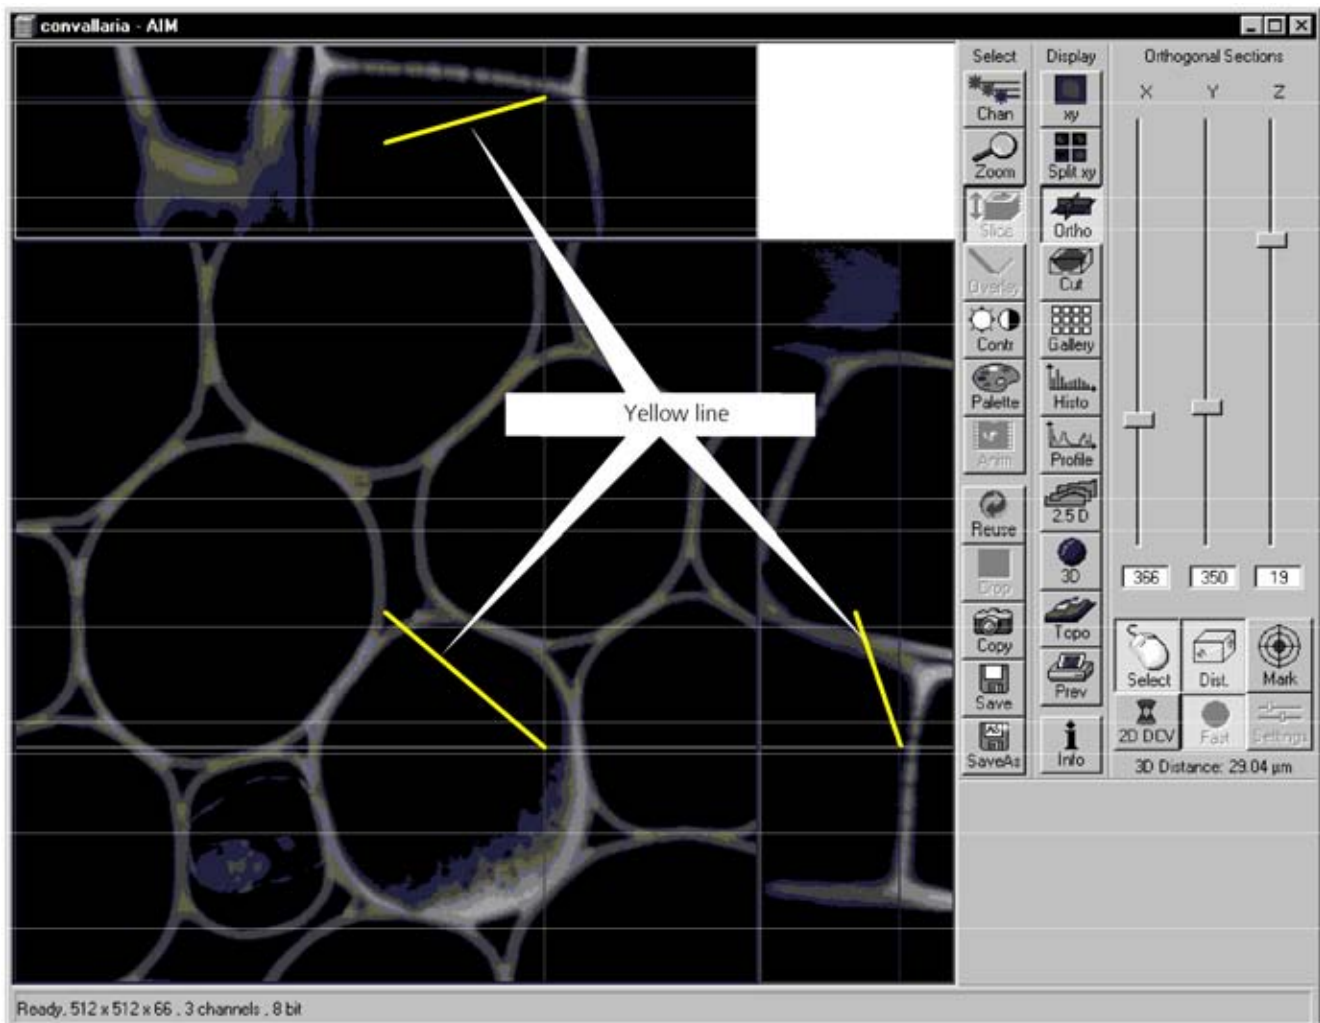 convallaria - AIM
Select
Display
Orthogonal Sections
X
Y
Z
Chan
xy
Zoom
Split xy
Slice
Ortho
Overlay
Cut
Contr
Gallery
Palette
Histo
Anim
Profile
Reuse
2.5 D
Crop
3D
366
350
19
Copy
Topo
Select
Dist.
Mark
Save
Prev
2D DCV
Fast
Settings
SaveAs
Info
3D Distance: 29.04 µm
Yellow line
Ready, 512 x 512 x 66 , 3 channels , 8 bit